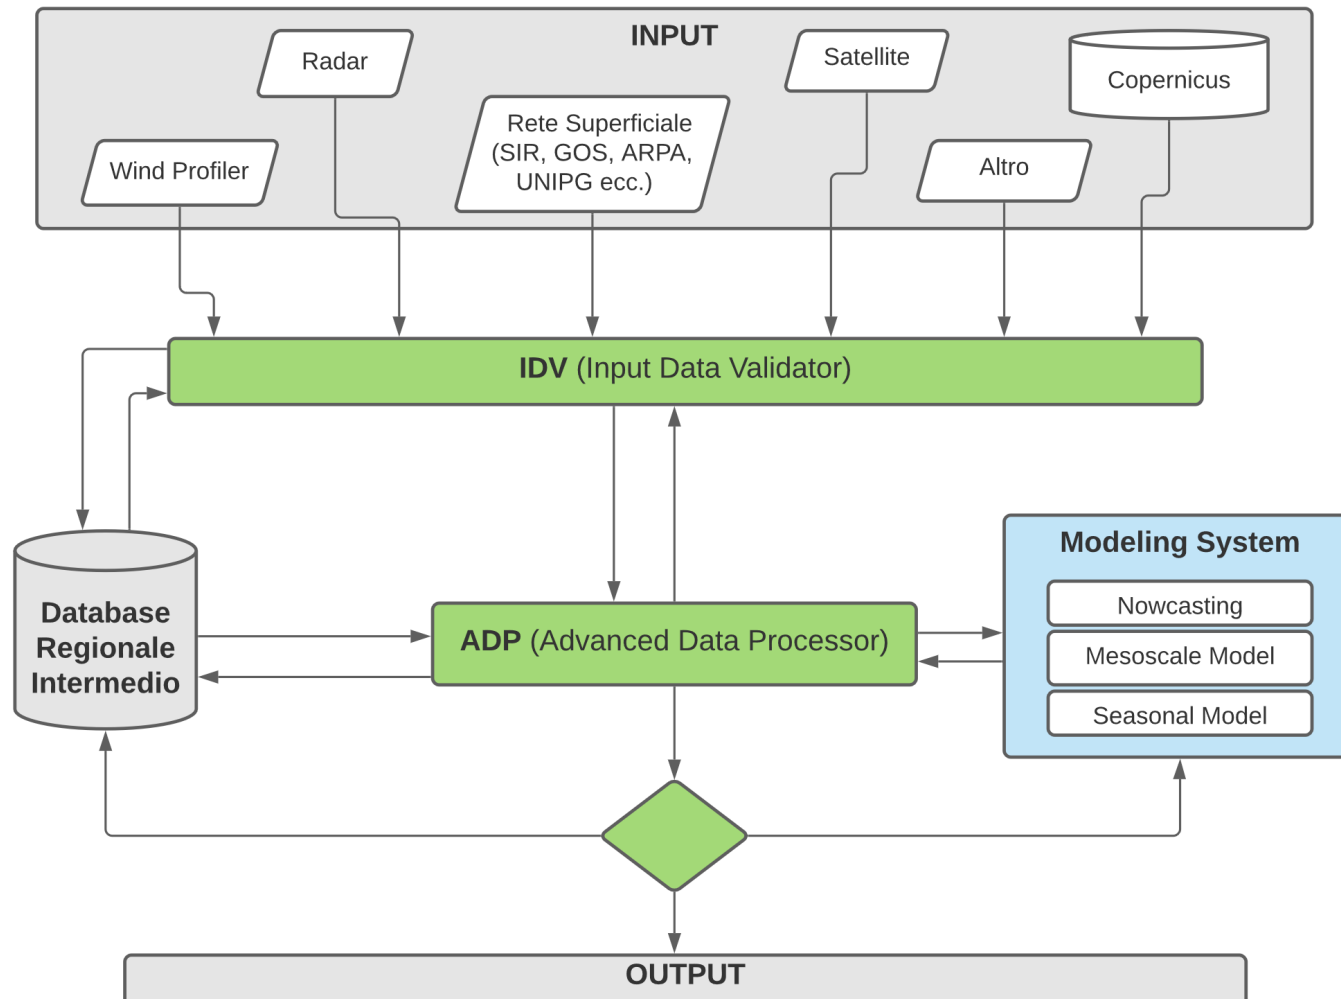 INPUT
Radar
Satellite
Copernicus
Rete Superficiale
(SIR, GOS, ARPA,
UNIPG ecc.)
Wind Profiler
Altro
IDV (Input Data Validator)
Modeling System
Nowcasting
Mesoscale Model
Seasonal Model
Database
Regionale
Intermedio
ADP (Advanced Data Processor)
OUTPUT